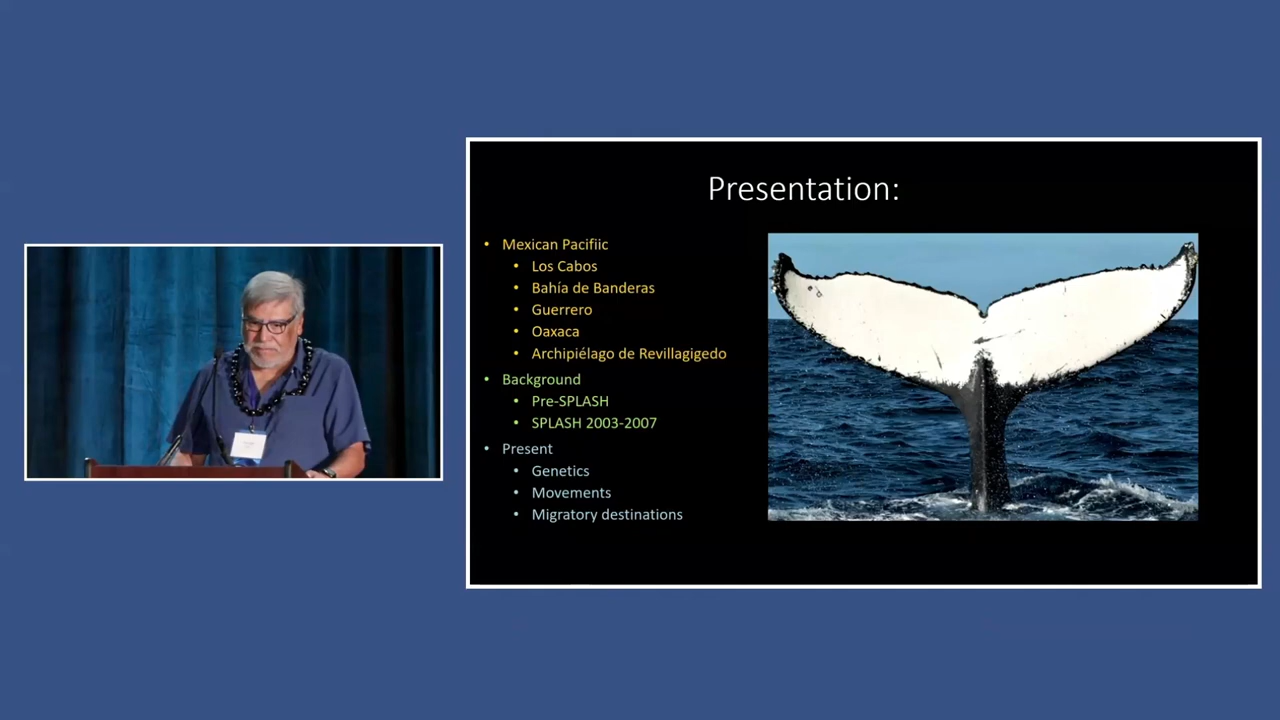 Presentation:
• Mexican Pacifiic
• Los Cabos
• Bahía de Banderas
• Guerrero
• Oaxaca
• Archipiélago de Revillagigedo
• Background
• Pre-SPLASH
• SPLASH 2003-2007
• Present
• Genetics
• Movements
• Migratory destinations